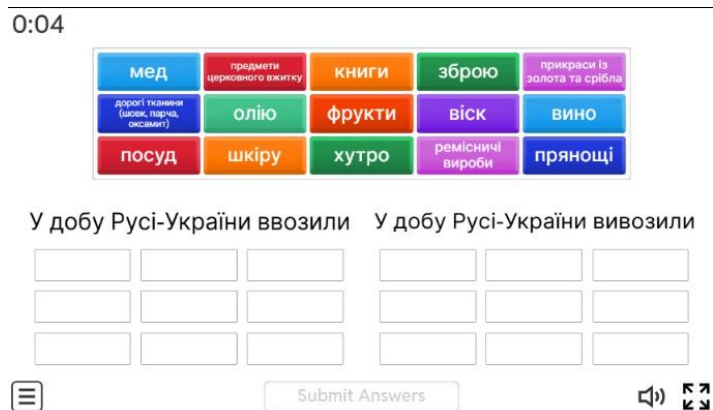 0:04
мед
предмети
церковного вжитку
книги
зброю
прикраси із
золота та срібла
дорогі тканини
(шовк, парча,
оксамит)
олію
фрукти
віск
вино
посуд
шкіру
хутро
ремісничі
вироби
прянощі
У добу Русі-України ввозили
У добу Русі-України вивозили
Submit Answers